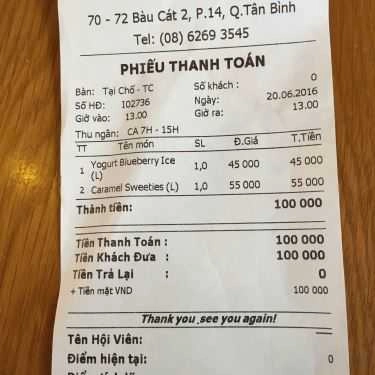 70 - 72 Bàu Cát 2, P.14, Q.Tân Bình
Tel: (08) 6269 3545
PHIẾU THANH TOÁN
Bàn: Tại Chỗ - TC Số khách : 0
Số HĐ: 102736 Ngày: 20.06.2016
Giờ vào: 13.00 Giờ ra: 13.00
Thu ngân: CA 7H - 15H
TT Tên món SL Đ.Giá T.Tiền
1 Yogurt Blueberry Ice (L) 1,0 45 000 45 000
2 Caramel Sweeties (L) 1,0 55 000 55 000
Thành tiền: 100 000
Tiền Thanh Toán : 100 000
Tiền Khách Đưa : 100 000
Tiền Trả Lại : 0
+ Tiền mặt VND 100 000
Thank you ,see you again!
Tên Hội Viên:
Điểm hiện tại: 0